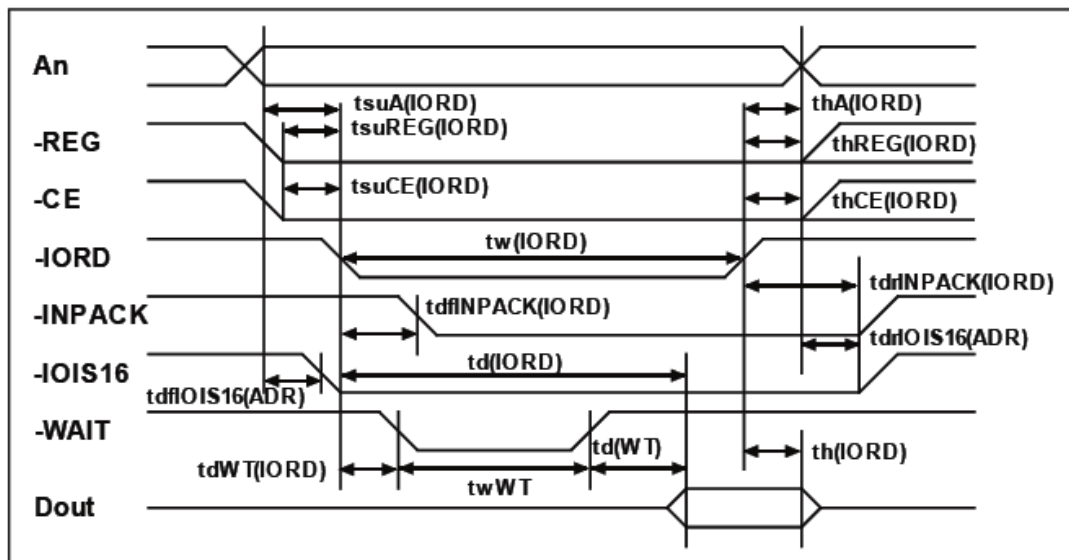 An
tsuA(IORD)
thA(IORD)
tsuREG(IORD)
-REG
thREG(IORD)
tsuCE(IORD)
-CE
thCE(IORD)
tw(IORD)
-IORD
tdrINPACK(IORD)
-INPACK
tdfINPACK(IORD)
tdrIOIS16(ADR)
-IOIS16
td(IORD)
tdfIOIS16(ADR)
-WAIT
td(WT)
th(IORD)
tdWT(IORD)
twWT
Dout